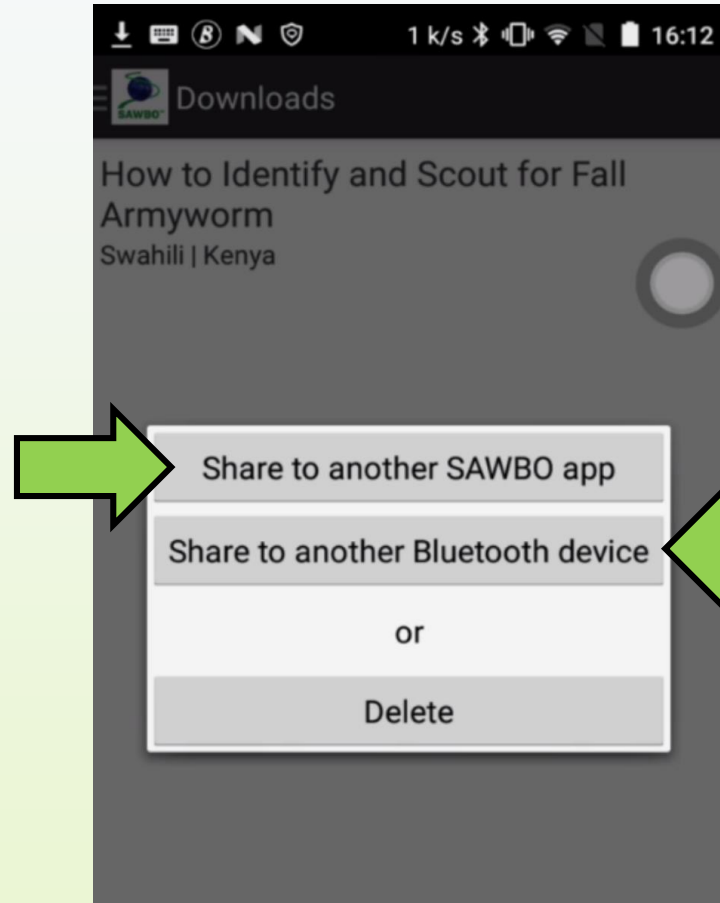 1 k/s 16:12
SAWBO™ Downloads
How to Identify and Scout for Fall
Armyworm
Swahili | Kenya
Share to another SAWBO app
Share to another Bluetooth device
or
Delete